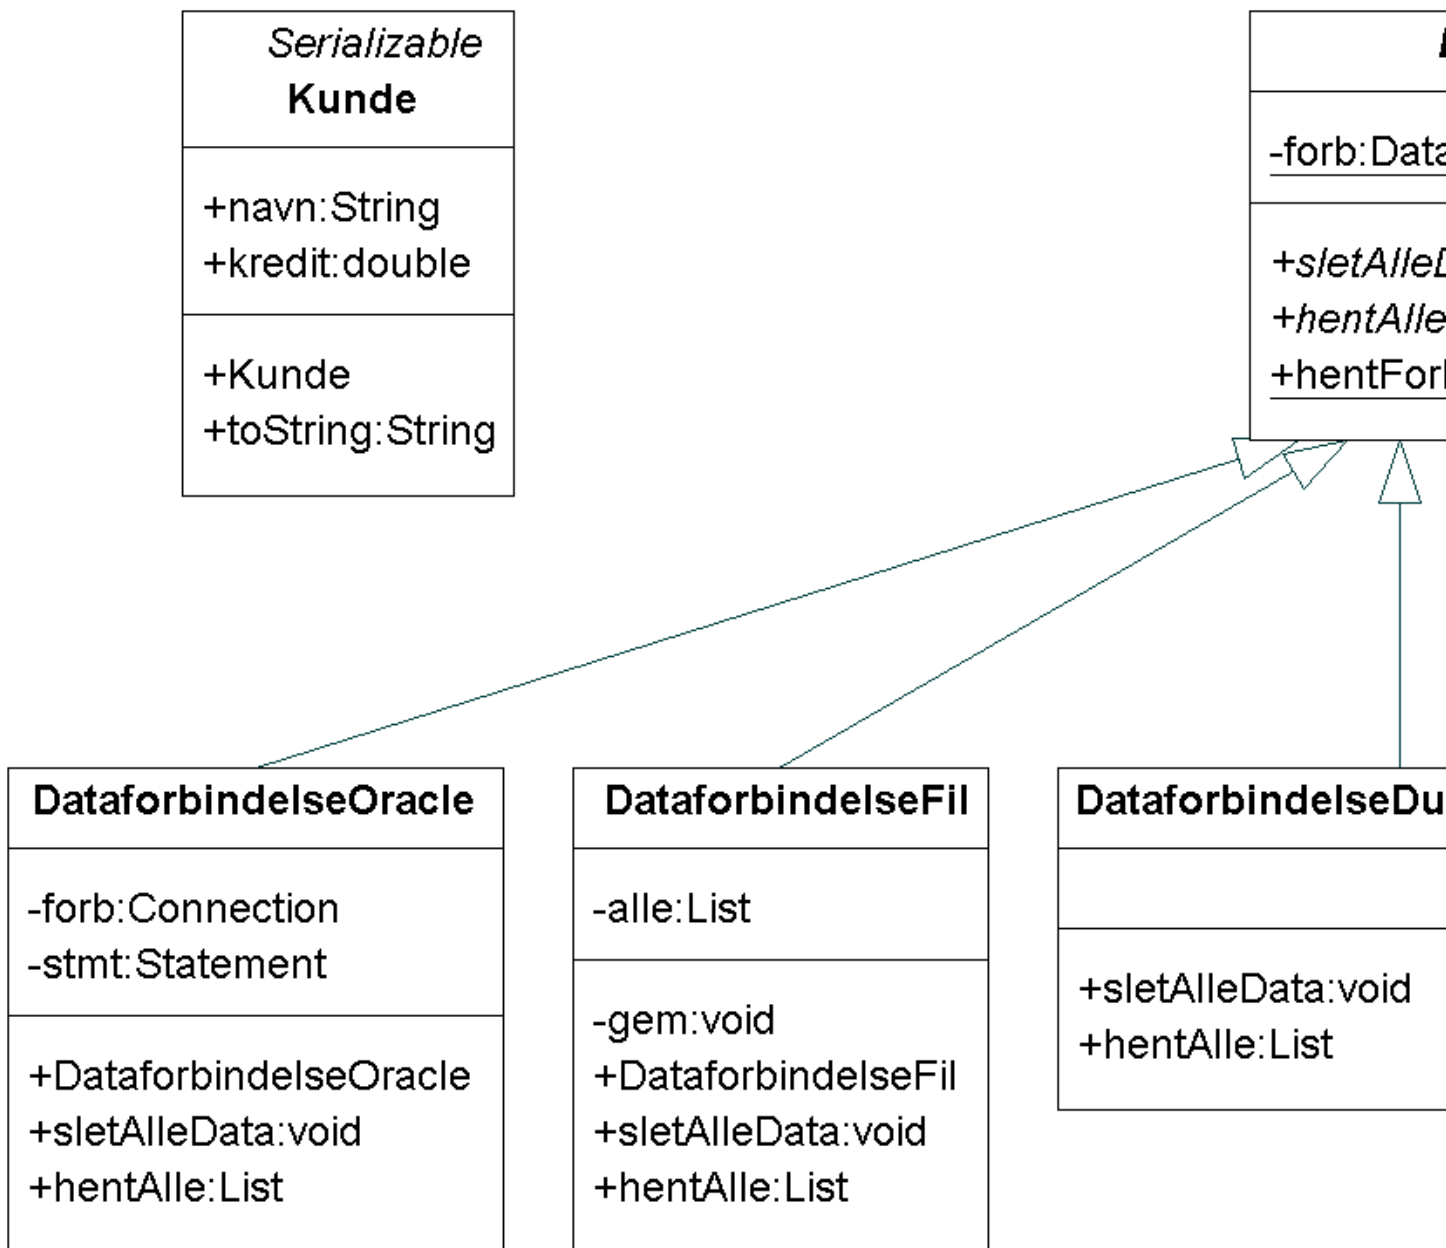 Serializable
Kunde
+navn:String
+kredit:double
+Kunde
+toString:String
-forb:Data
+sletAlleD
+hentAlle
+hentForb
DataforbindelseOracle
-forb:Connection
-stmt:Statement
+DataforbindelseOracle
+sletAlleData:void
+hentAlle:List
DataforbindelseFil
-alle:List
-gem:void
+DataforbindelseFil
+sletAlleData:void
+hentAlle:List
DataforbindelseDu
+sletAlleData:void
+hentAlle:List